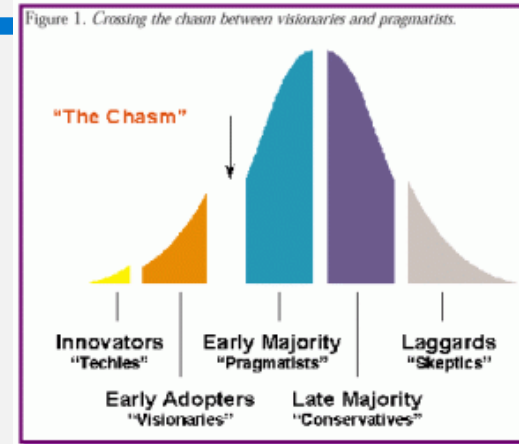 Figure 1. Crossing the chasm between visionaries and pragmatists.
"The Chasm"
Innovators
"Techies"
Early Majority
"Pragmatists"
Laggards
"Skeptics"
Early Adopters
"Visionaries"
Late Majority
"Conservatives"